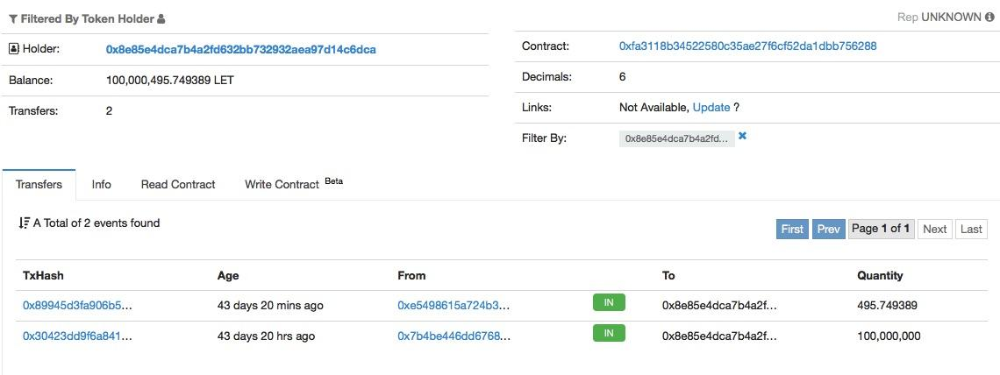 Filtered By Token Holder
Rep UNKNOWN
Holder: 0x8e85e4dca7b4a2fd632bb732932aea97d14c6dca
Balance: 100,000,495.749389 LET
Transfers: 2
Contract: 0xfa3118b34522580c35ae27f6cf52da1dbb756288
Decimals: 6
Links: Not Available, Update ?
Filter By: 0x8e85e4dca7b4a2fd...
Transfers Info Read Contract Write Contract Beta
A Total of 2 events found
First Prev Page 1 of 1 Next Last
TxHash Age From To Quantity
0x89945d3fa906b5... 43 days 20 mins ago 0xe5498615a724b3... IN 0x8e85e4dca7b4a2f... 495.749389
0x30423dd9f6a841... 43 days 20 hrs ago 0x7b4be446dd6768... IN 0x8e85e4dca7b4a2f... 100,000,000